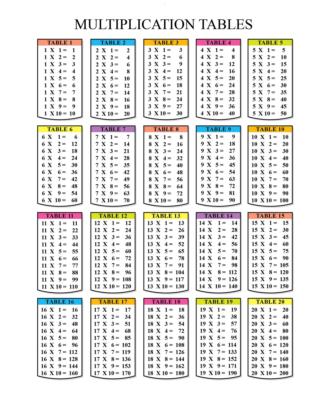 MULTIPLICATION TABLES
TABLE 1
1 X 1 = 1
1 X 2 = 2
1 X 3 = 3
1 X 4 = 4
1 X 5 = 5
1 X 6 = 6
1 X 7 = 7
1 X 8 = 8
1 X 9 = 9
1 X 10 = 10
TABLE 2
2 X 1 = 2
2 X 2 = 4
2 X 3 = 6
2 X 4 = 8
2 X 5 = 10
2 X 6 = 12
2 X 7 = 14
2 X 8 = 16
2 X 9 = 18
2 X 10 = 20
TABLE 3
3 X 1 = 3
3 X 2 = 6
3 X 3 = 9
3 X 4 = 12
3 X 5 = 15
3 X 6 = 18
3 X 7 = 21
3 X 8 = 24
3 X 9 = 27
3 X 10 = 30
TABLE 4
4 X 1 = 4
4 X 2 = 8
4 X 3 = 12
4 X 4 = 16
4 X 5 = 20
4 X 6 = 24
4 X 7 = 28
4 X 8 = 32
4 X 9 = 36
4 X 10 = 40
TABLE 5
5 X 1 = 5
5 X 2 = 10
5 X 3 = 15
5 X 4 = 20
5 X 5 = 25
5 X 6 = 30
5 X 7 = 35
5 X 8 = 40
5 X 9 = 45
5 X 10 = 50
TABLE 6
6 X 1 = 6
6 X 2 = 12
6 X 3 = 18
6 X 4 = 24
6 X 5 = 30
6 X 6 = 36
6 X 7 = 42
6 X 8 = 48
6 X 9 = 54
6 X 10 = 60
TABLE 7
7 X 1 = 7
7 X 2 = 14
7 X 3 = 21
7 X 4 = 28
7 X 5 = 35
7 X 6 = 42
7 X 7 = 49
7 X 8 = 56
7 X 9 = 63
7 X 10 = 70
TABLE 8
8 X 1 = 8
8 X 2 = 16
8 X 3 = 24
8 X 4 = 32
8 X 5 = 40
8 X 6 = 48
8 X 7 = 56
8 X 8 = 64
8 X 9 = 72
8 X 10 = 80
TABLE 9
9 X 1 = 9
9 X 2 = 18
9 X 3 = 27
9 X 4 = 36
9 X 5 = 45
9 X 6 = 54
9 X 7 = 63
9 X 8 = 72
9 X 9 = 81
9 X 10 = 90
TABLE 10
10 X 1 = 10
10 X 2 = 20
10 X 3 = 30
10 X 4 = 40
10 X 5 = 50
10 X 6 = 60
10 X 7 = 70
10 X 8 = 80
10 X 9 = 90
10 X 10 = 100
TABLE 11
11 X 1 = 11
11 X 2 = 22
11 X 3 = 33
11 X 4 = 44
11 X 5 = 55
11 X 6 = 66
11 X 7 = 77
11 X 8 = 88
11 X 9 = 99
11 X 10 = 110
TABLE 12
12 X 1 = 12
12 X 2 = 24
12 X 3 = 36
12 X 4 = 48
12 X 5 = 60
12 X 6 = 72
12 X 7 = 84
12 X 8 = 96
12 X 9 = 108
12 X 10 = 120
TABLE 13
13 X 1 = 13
13 X 2 = 26
13 X 3 = 39
13 X 4 = 52
13 X 5 = 65
13 X 6 = 78
13 X 7 = 91
13 X 8 = 104
13 X 9 = 117
13 X 10 = 130
TABLE 14
14 X 1 = 14
14 X 2 = 28
14 X 3 = 42
14 X 4 = 56
14 X 5 = 70
14 X 6 = 84
14 X 7 = 98
14 X 8 = 112
14 X 9 = 126
14 X 10 = 140
TABLE 15
15 X 1 = 15
15 X 2 = 30
15 X 3 = 45
15 X 4 = 60
15 X 5 = 75
15 X 6 = 90
15 X 7 = 105
15 X 8 = 120
15 X 9 = 135
15 X 10 = 150
TABLE 16
16 X 1 = 16
16 X 2 = 32
16 X 3 = 48
16 X 4 = 64
16 X 5 = 80
16 X 6 = 96
16 X 7 = 112
16 X 8 = 128
16 X 9 = 144
16 X 10 = 160
TABLE 17
17 X 1 = 17
17 X 2 = 34
17 X 3 = 51
17 X 4 = 68
17 X 5 = 85
17 X 6 = 102
17 X 7 = 119
17 X 8 = 136
17 X 9 = 153
17 X 10 = 170
TABLE 18
18 X 1 = 18
18 X 2 = 36
18 X 3 = 54
18 X 4 = 72
18 X 5 = 90
18 X 6 = 108
18 X 7 = 126
18 X 8 = 144
18 X 9 = 162
18 X 10 = 180
TABLE 19
19 X 1 = 19
19 X 2 = 38
19 X 3 = 57
19 X 4 = 76
19 X 5 = 95
19 X 6 = 114
19 X 7 = 133
19 X 8 = 152
19 X 9 = 171
19 X 10 = 190
TABLE 20
20 X 1 = 20
20 X 2 = 40
20 X 3 = 60
20 X 4 = 80
20 X 5 = 100
20 X 6 = 120
20 X 7 = 140
20 X 8 = 160
20 X 9 = 180
20 X 10 = 200